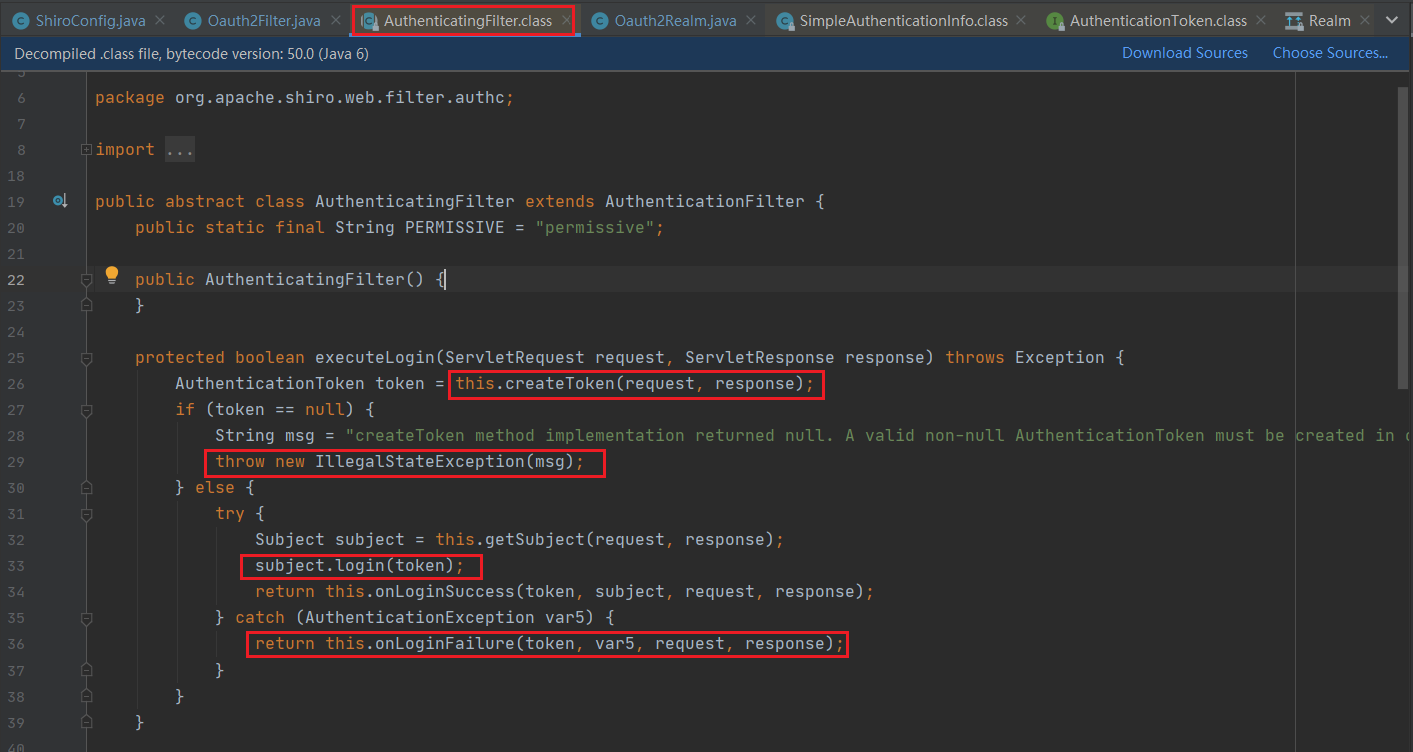 ShiroConfig.java Oauth2FIlter.java AuthenticatingFilter.class Oauth2Realm.java SimpleAuthenticationInfo.class AuthenticationToken.class Realm
Decompiled .class file, bytecode version: 50.0 (Java 6) Download Sources Choose Sources...
5
6 package org.apache.shiro.web.filter.authc;
7
8 import ...
18
19 public abstract class AuthenticatingFilter extends AuthenticationFilter {
20 public static final String PERMISSIVE = "permissive";
21
22 public AuthenticatingFilter() {
23 }
24
25 protected boolean executeLogin(ServletRequest request, ServletResponse response) throws Exception {
26 AuthenticationToken token = this.createToken(request, response);
27 if (token == null) {
28 String msg = "createToken method implementation returned null. A valid non-null AuthenticationToken must be created in
29 throw new IllegalStateException(msg);
30 } else {
31 try {
32 Subject subject = this.getSubject(request, response);
33 subject.login(token);
34 return this.onLoginSuccess(token, subject, request, response);
35 } catch (AuthenticationException var5) {
36 return this.onLoginFailure(token, var5, request, response);
37 }
38 }
39 }
40